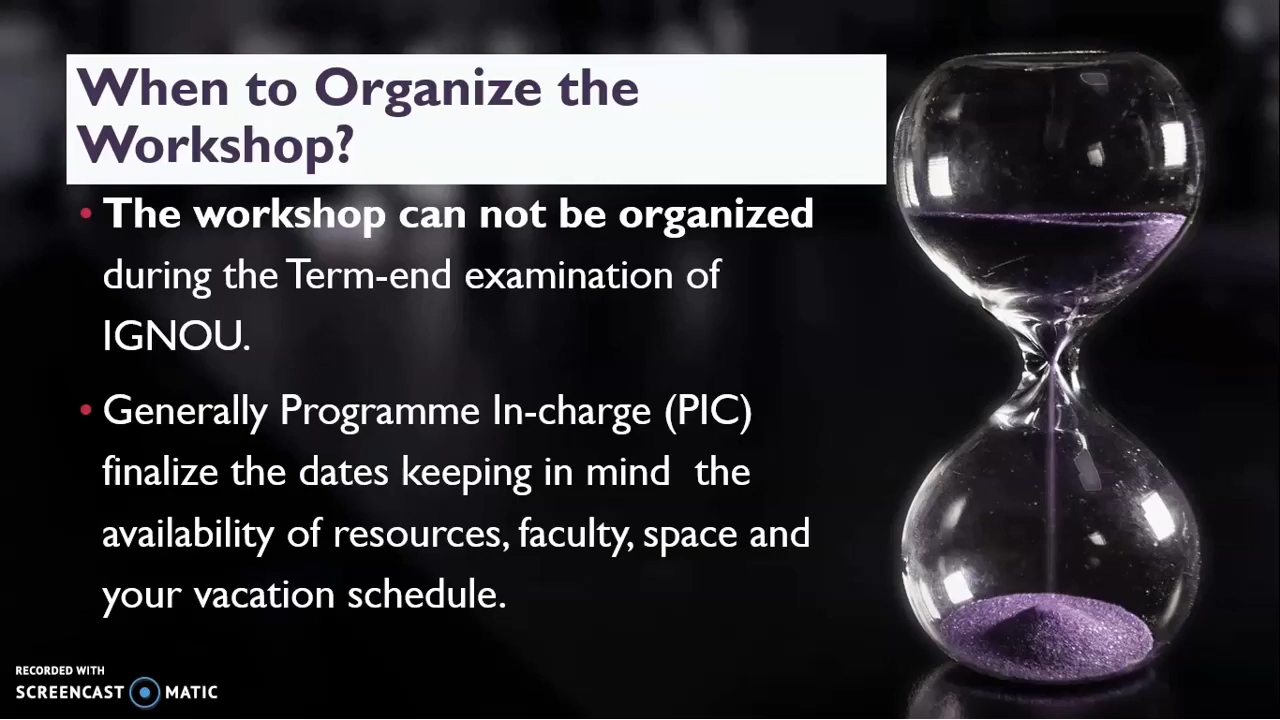 When to Organize the
Workshop?
• The workshop can not be organized
during the Term-end examination of
IGNOU.
• Generally Programme In-charge (PIC)
finalize the dates keeping in mind  the
availability of resources, faculty, space and
your vacation schedule.
RECORDED WITH
SCREENCAST MATIC